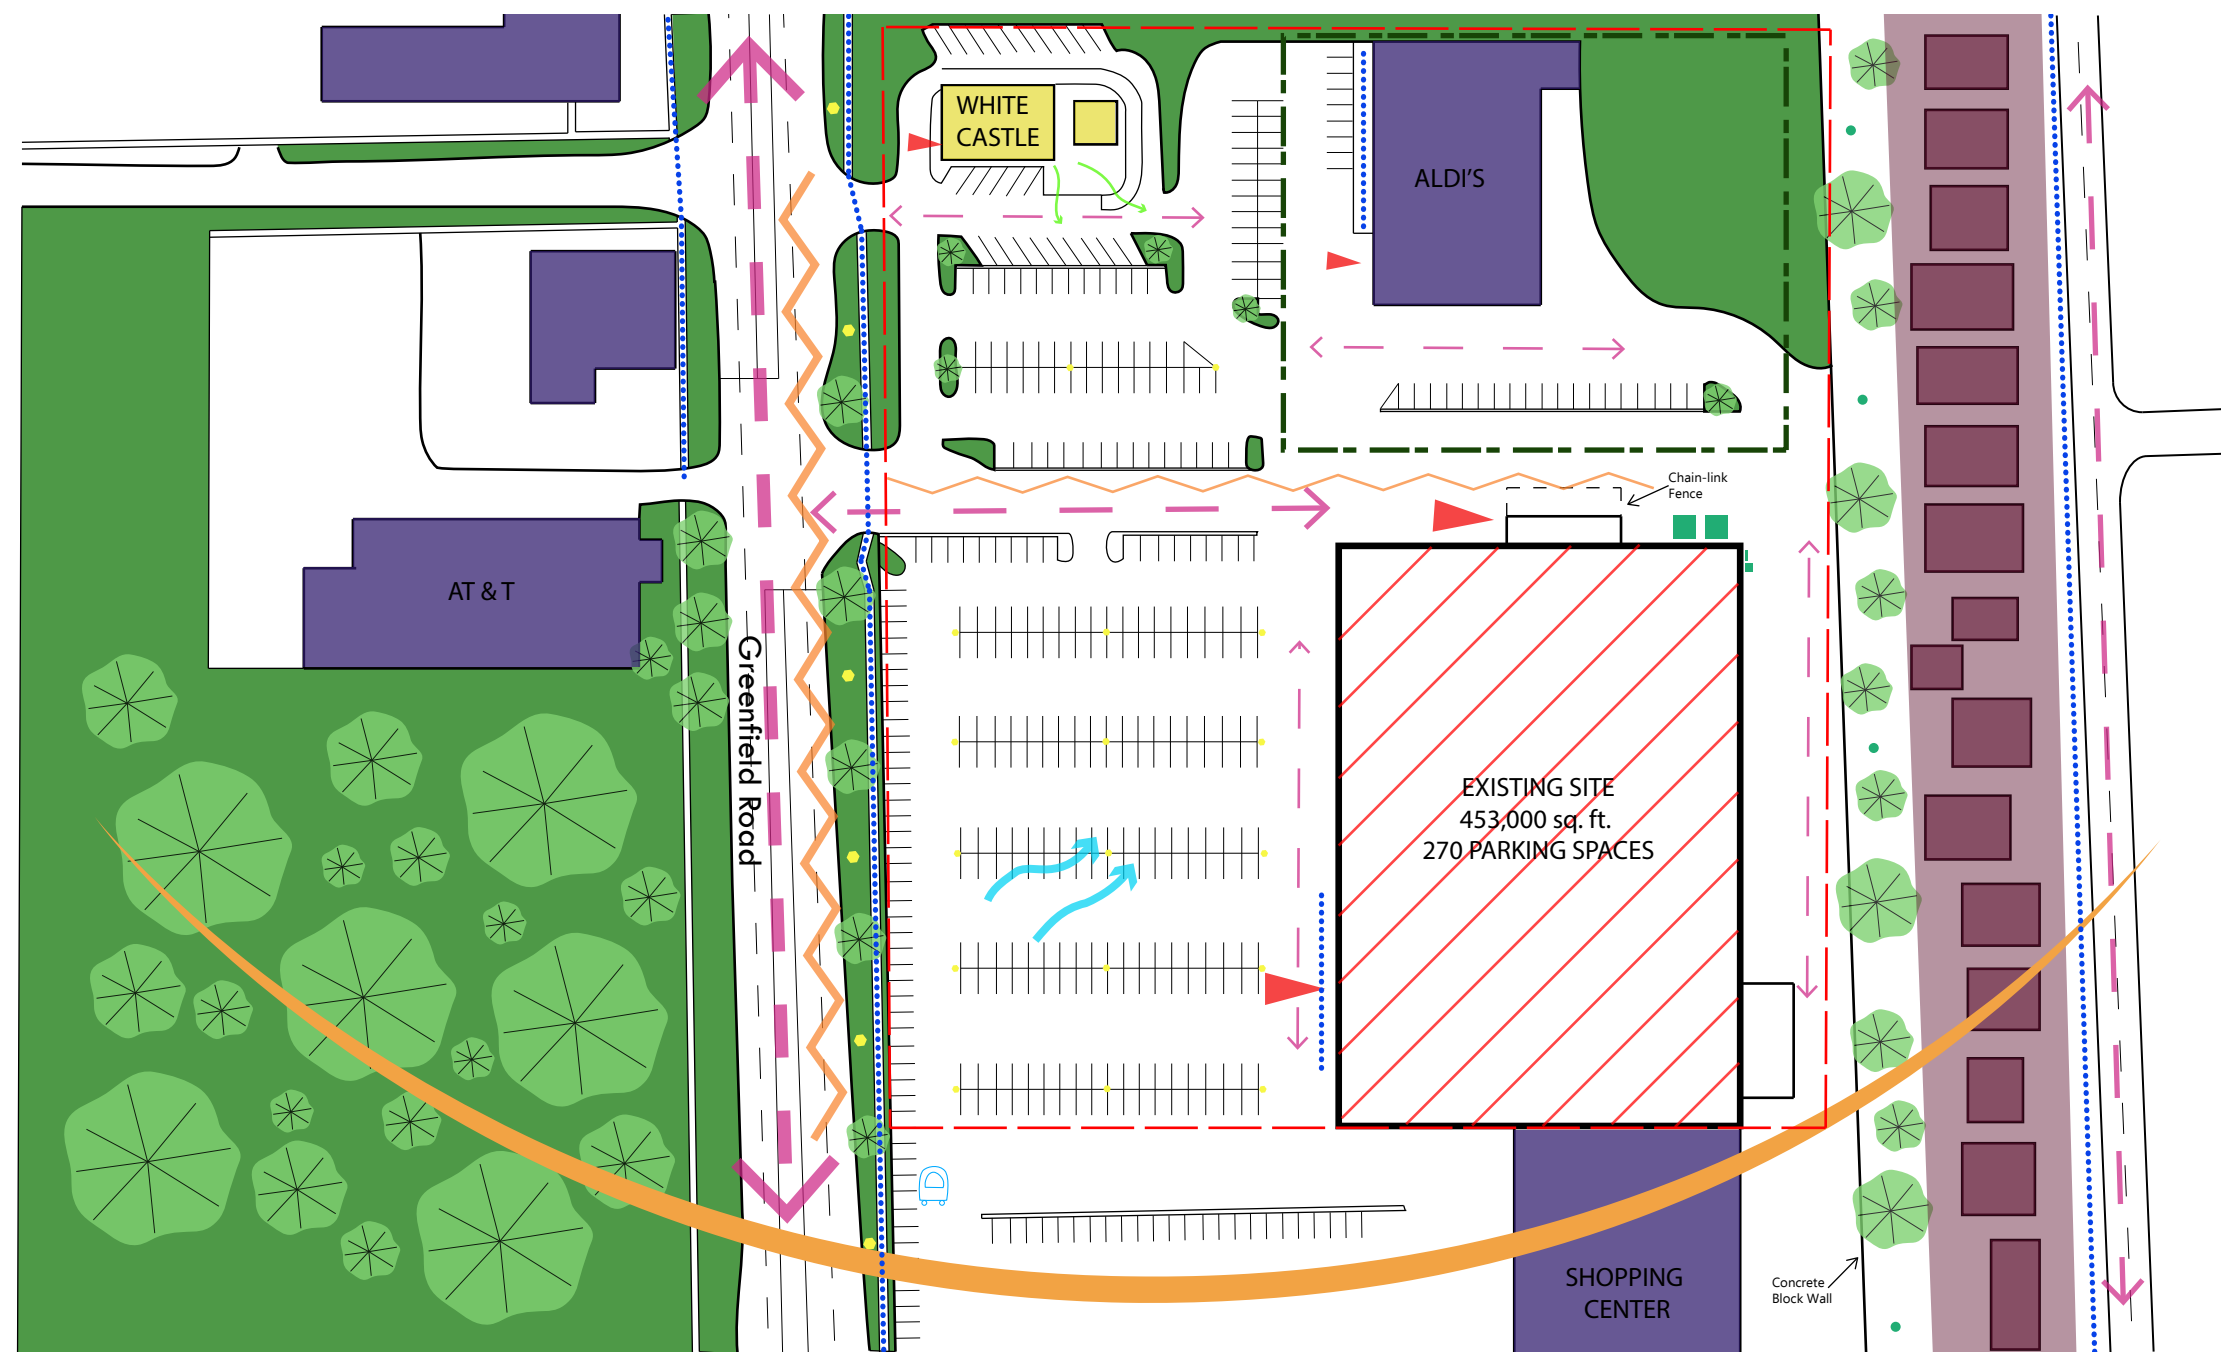 WHITE
CASTLE
ALDI'S
Chain-link
Fence
AT & T
Greenfield Road
EXISTING SITE
453,000 sq. ft.
270 PARKING SPACES
SHOPPING
CENTER
Concrete
Block Wall